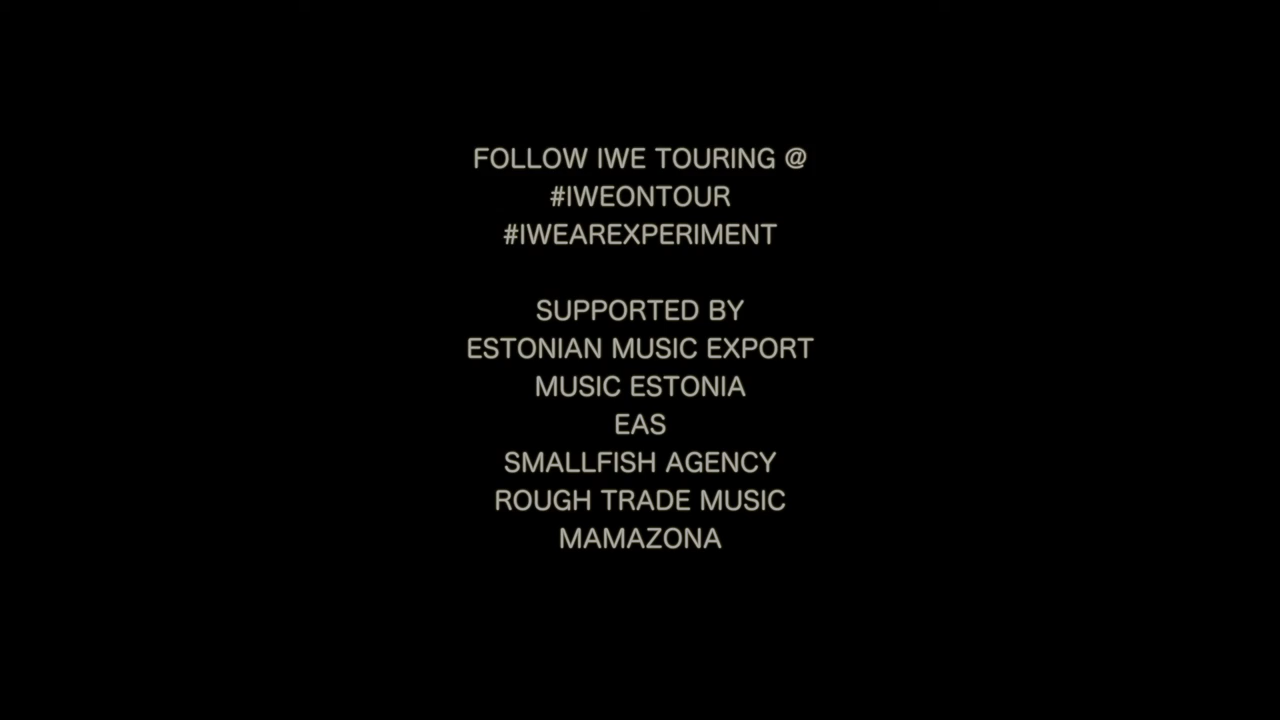 FOLLOW IWE TOURING @
#IWEONTOUR
#IWEAREXPERIMENT
SUPPORTED BY
ESTONIAN MUSIC EXPORT
MUSIC ESTONIA
EAS
SMALLFISH AGENCY
ROUGH TRADE MUSIC
MAMAZONA